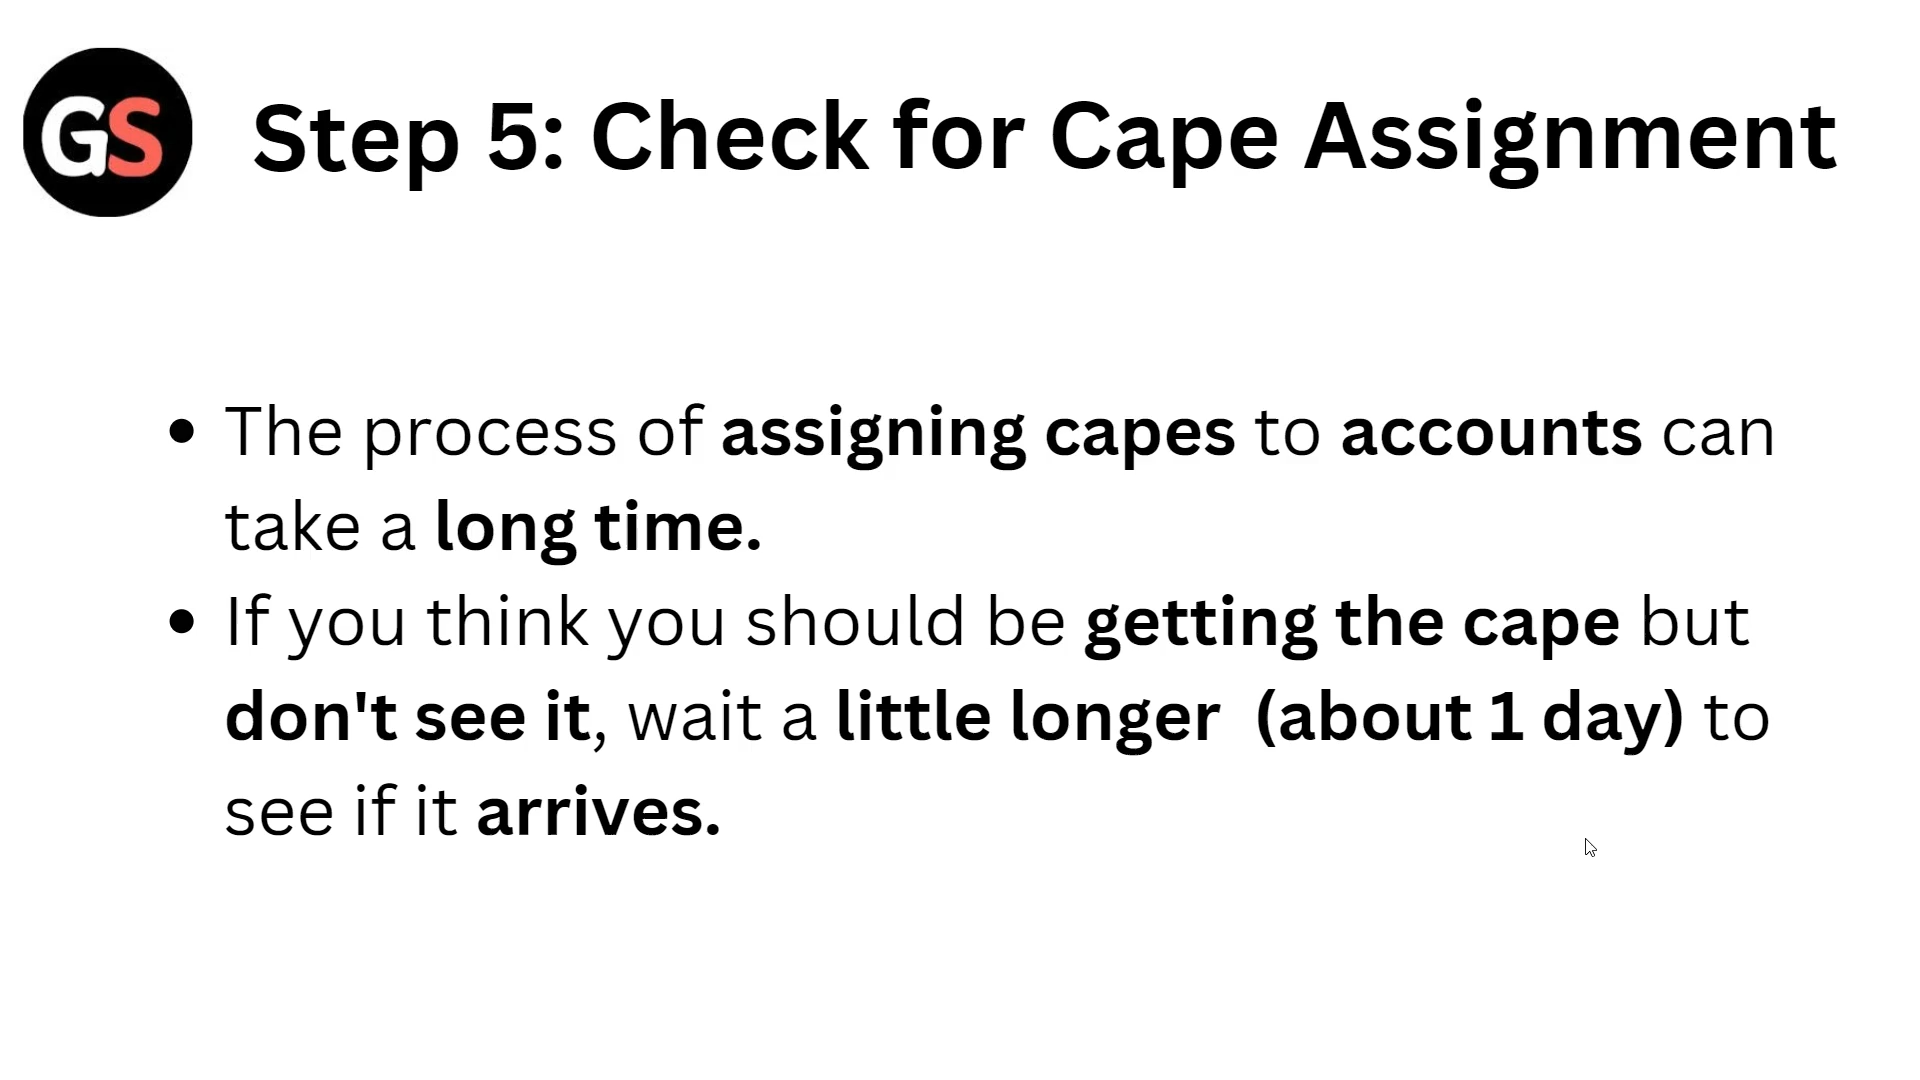 GS
Step 5: Check for Cape Assignment
• The process of assigning capes to accounts can
take a long time.
• If you think you should be getting the cape but
don't see it, wait a little longer  (about 1 day) to
see if it arrives.